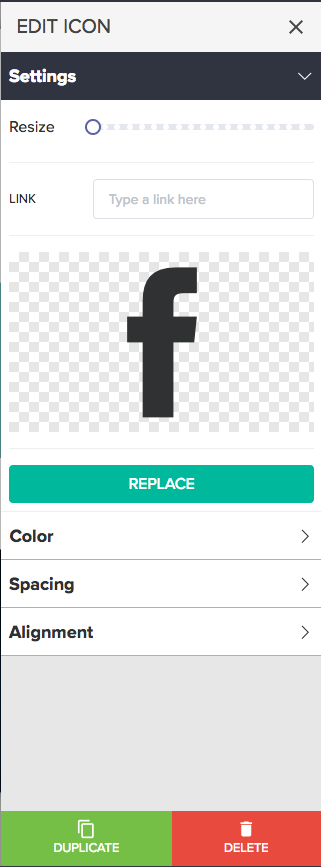 EDIT ICON
Settings
Resize
LINK
Type a link here
f
REPLACE
Color
Spacing
Alignment
DUPLICATE
DELETE